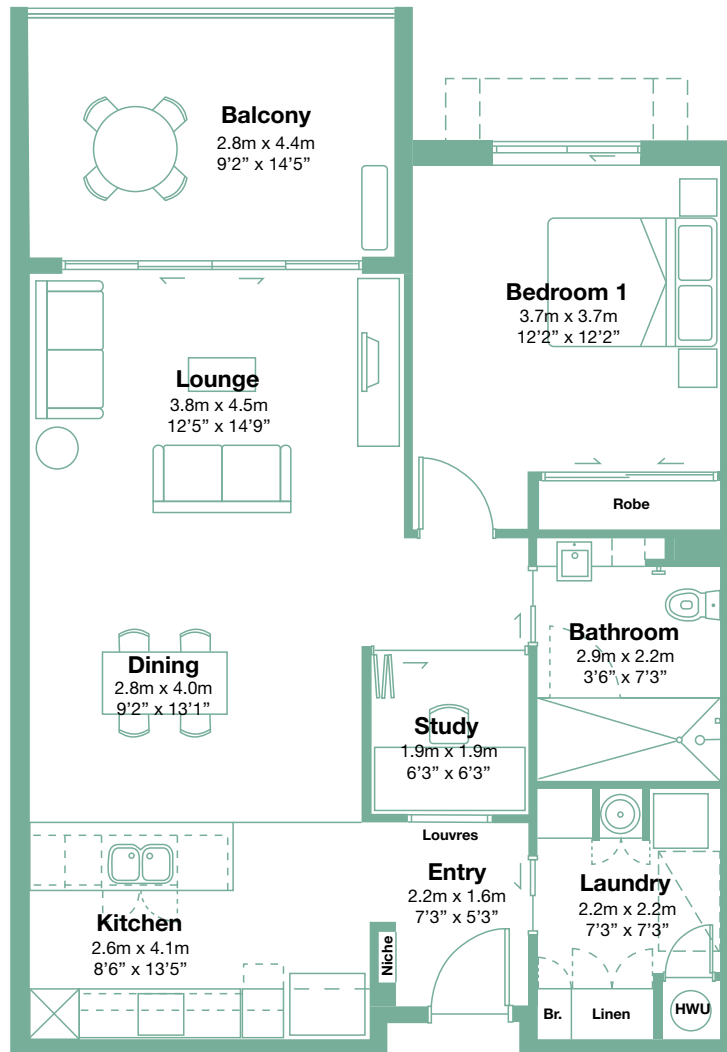 Balcony
2.8m x 4.4m
9’2” x 14’5”
Bedroom 1
3.7m x 3.7m
12’2” x 12’2”
Lounge
3.8m x 4.5m
12’5” x 14’9”
Robe
Bathroom
2.9m x 2.2m
3’6” x 7’3”
Dining
2.8m x 4.0m
9’2” x 13’1”
Study
1.9m x 1.9m
6’3” x 6’3”
Louvres
Entry
2.2m x 1.6m
7’3” x 5’3”
Laundry
2.2m x 2.2m
7’3” x 7’3”
Kitchen
2.6m x 4.1m
8’6” x 13’5”
Niche
Br.
Linen
HWU